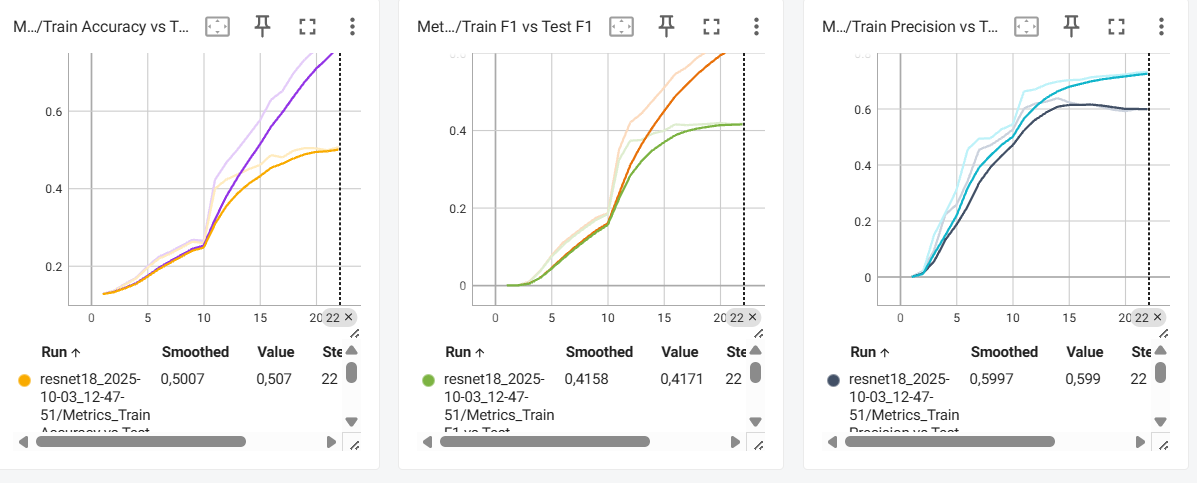 M.../Train Accuracy vs T...
0.6
0.4
0.2
0 5 10 15 20 22 ×
Run ↑ Smoothed Value Ste
resnet18_2025- 0,5007 0,507 22
10-03_12-47-
51/Metrics_Train
Accuracy vs Test
Met.../Train F1 vs Test F1
0.4
0.2
0
0 5 10 15 20 22 ×
Run ↑ Smoothed Value Ste
resnet18_2025- 0,4158 0,4171 22
10-03_12-47-
51/Metrics_Train
F1 vs Test
M.../Train Precision vs T...
0.6
0.4
0.2
0
0 5 10 15 20 22 ×
Run ↑ Smoothed Value Ste
resnet18_2025- 0,5997 0,599 22
10-03_12-47-
51/Metrics_Train
Precision vs Test